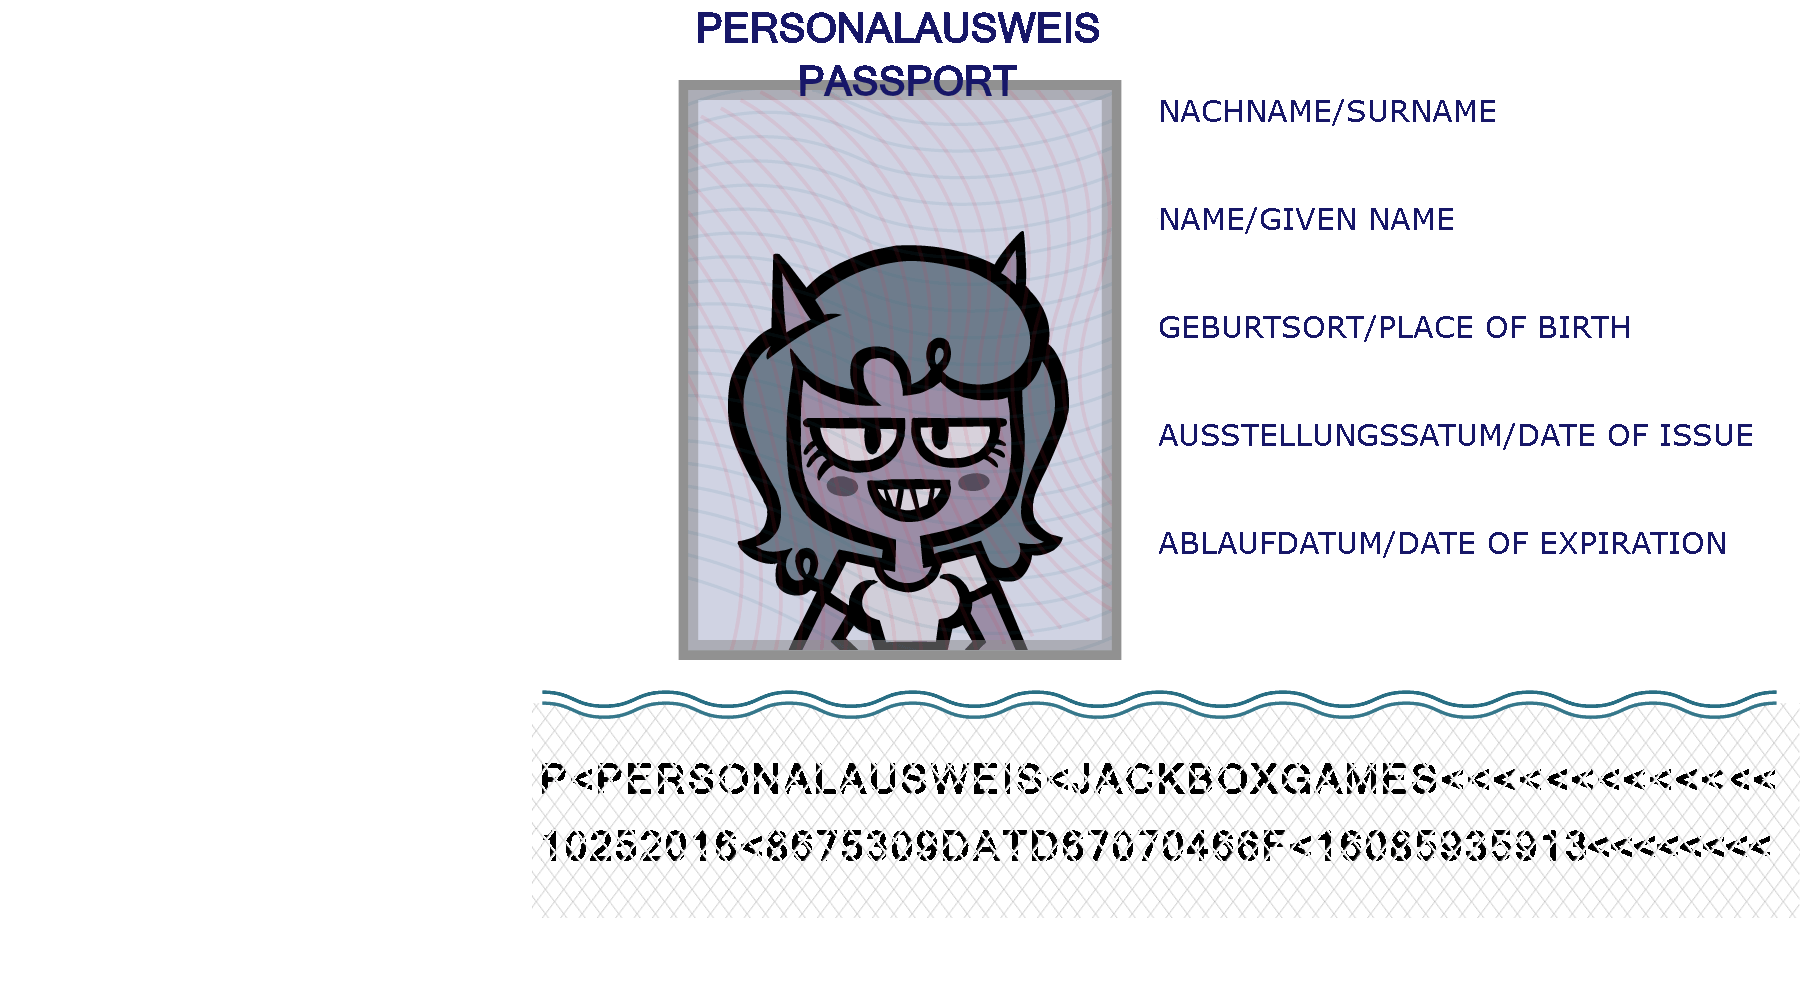 PERSONALAUSWEIS
PASSPORT
NACHNAME/SURNAME
NAME/GIVEN NAME
GEBURTSORT/PLACE OF BIRTH
AUSSTELLUNGSSATUM/DATE OF ISSUE
ABLAUFDATUM/DATE OF EXPIRATION
P<PERSONALAUSWEIS<JACKBOXGAMES<<<<<<<<<<<<<<
10252016<8675309DATD67070466F<16085935913<<<<<<<<